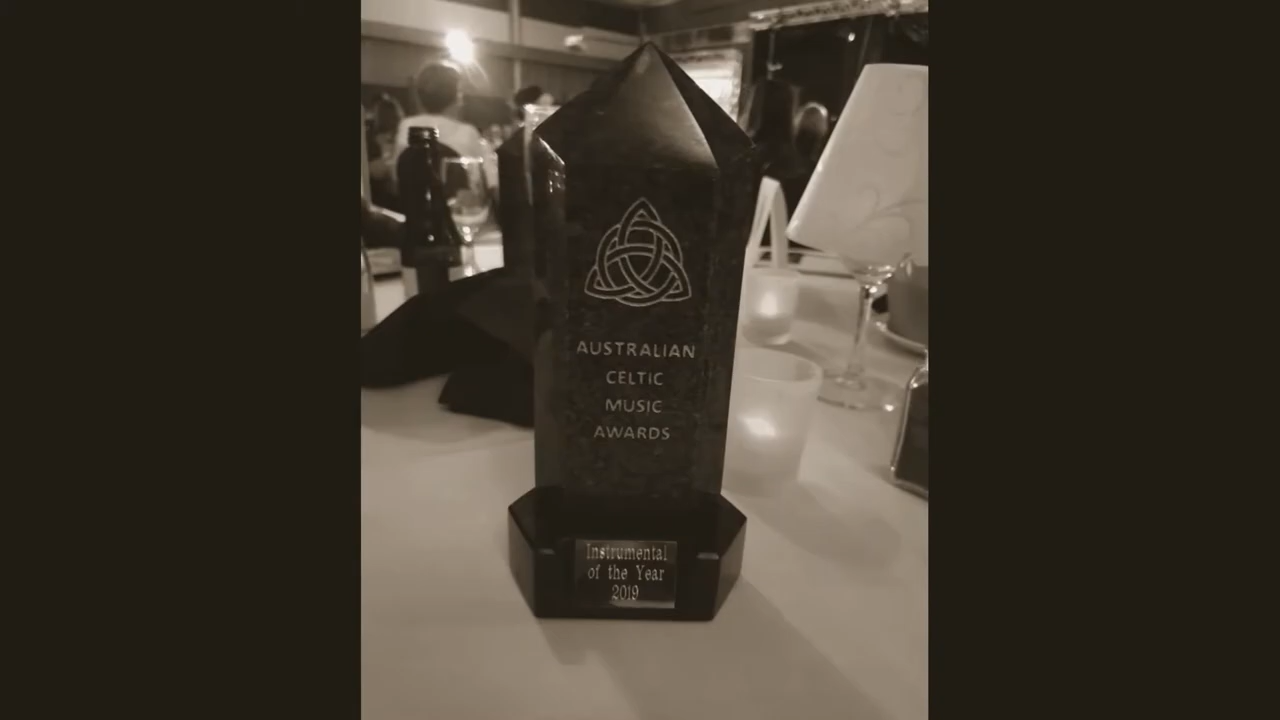 AUSTRALIAN
CELTIC
MUSIC
AWARDS
Instrumental
of the Year
2019